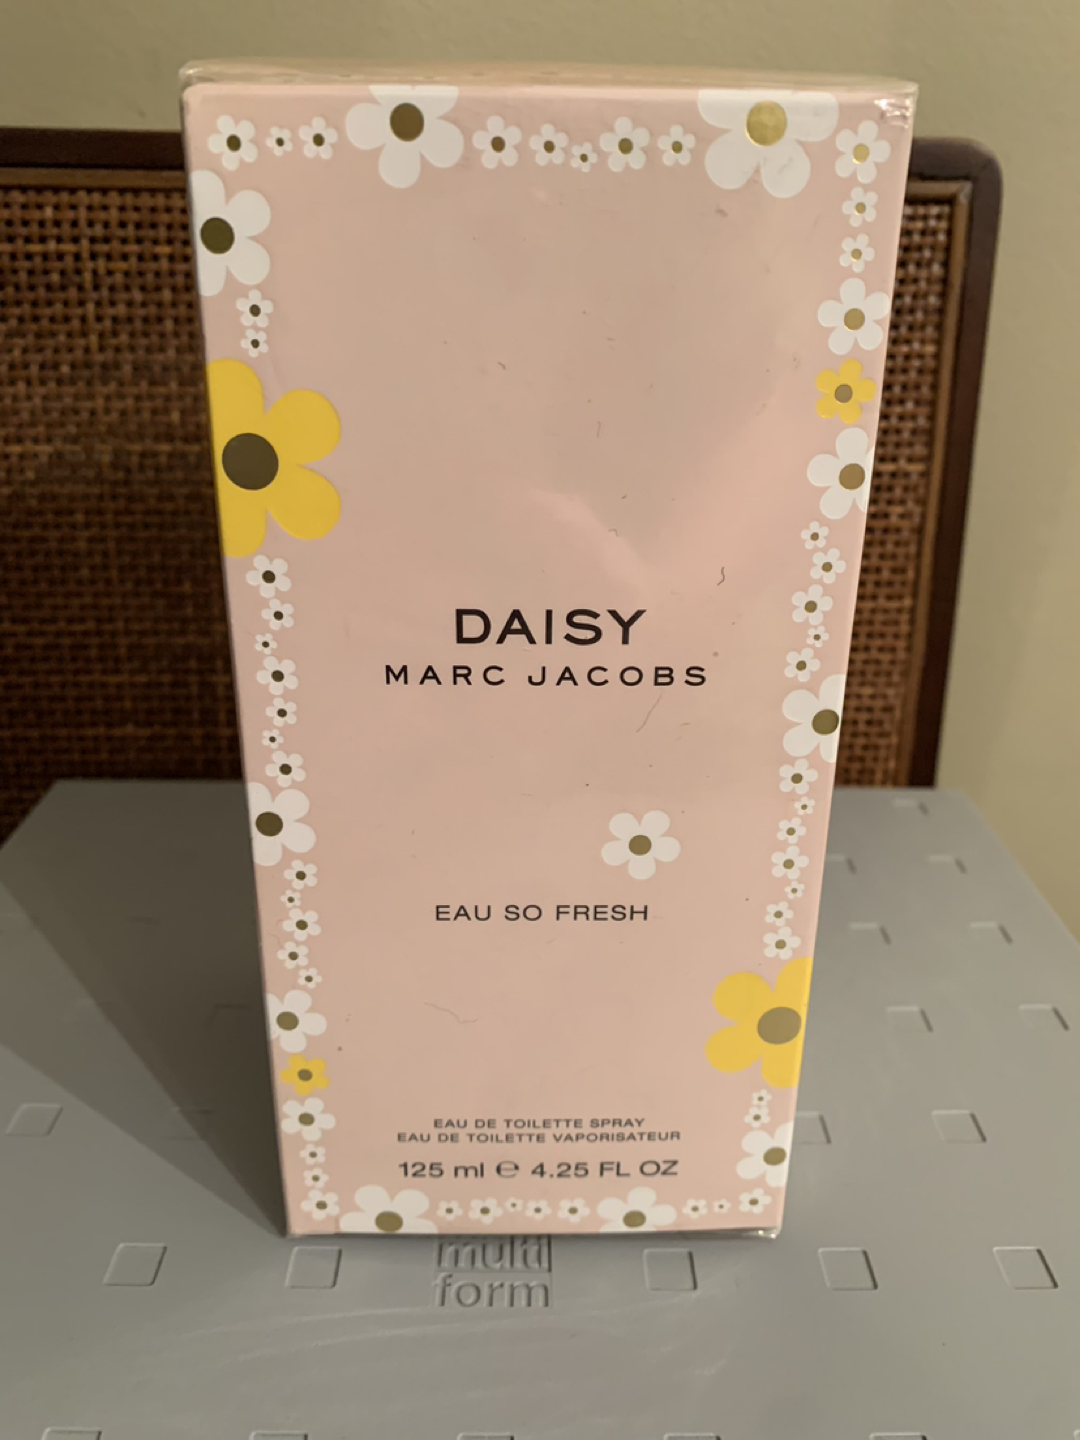 DAISY
MARC JACOBS
EAU SO FRESH
EAU DE TOILETTE SPRAY
EAU DE TOILETTE VAPORISATEUR
125 ml ℮ 4.25 FL OZ
multi
form